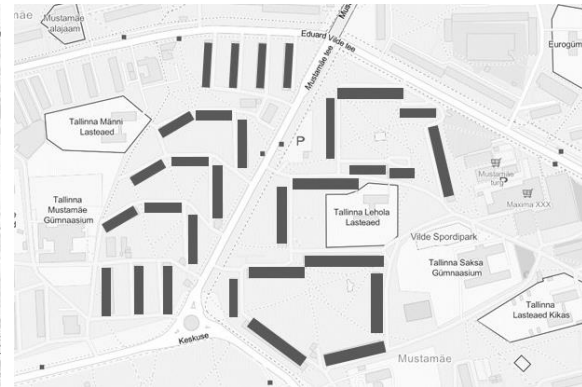 Mustamäe
alajaam
mäe
Eduard Vilde tee
Mustamäe tee
Tallinna Männi
Lasteaed
P
Tallinna
Mustamäe
Gümnaasium
Mustamäe
turg
P
Maxima XXX
Tallinna Lehola
Lasteaed
Vilde Spordipark
Tallinna Saksa
Gümnaasium
Tallinna
Lasteaed Kikas
Keskuse
Mustamäe